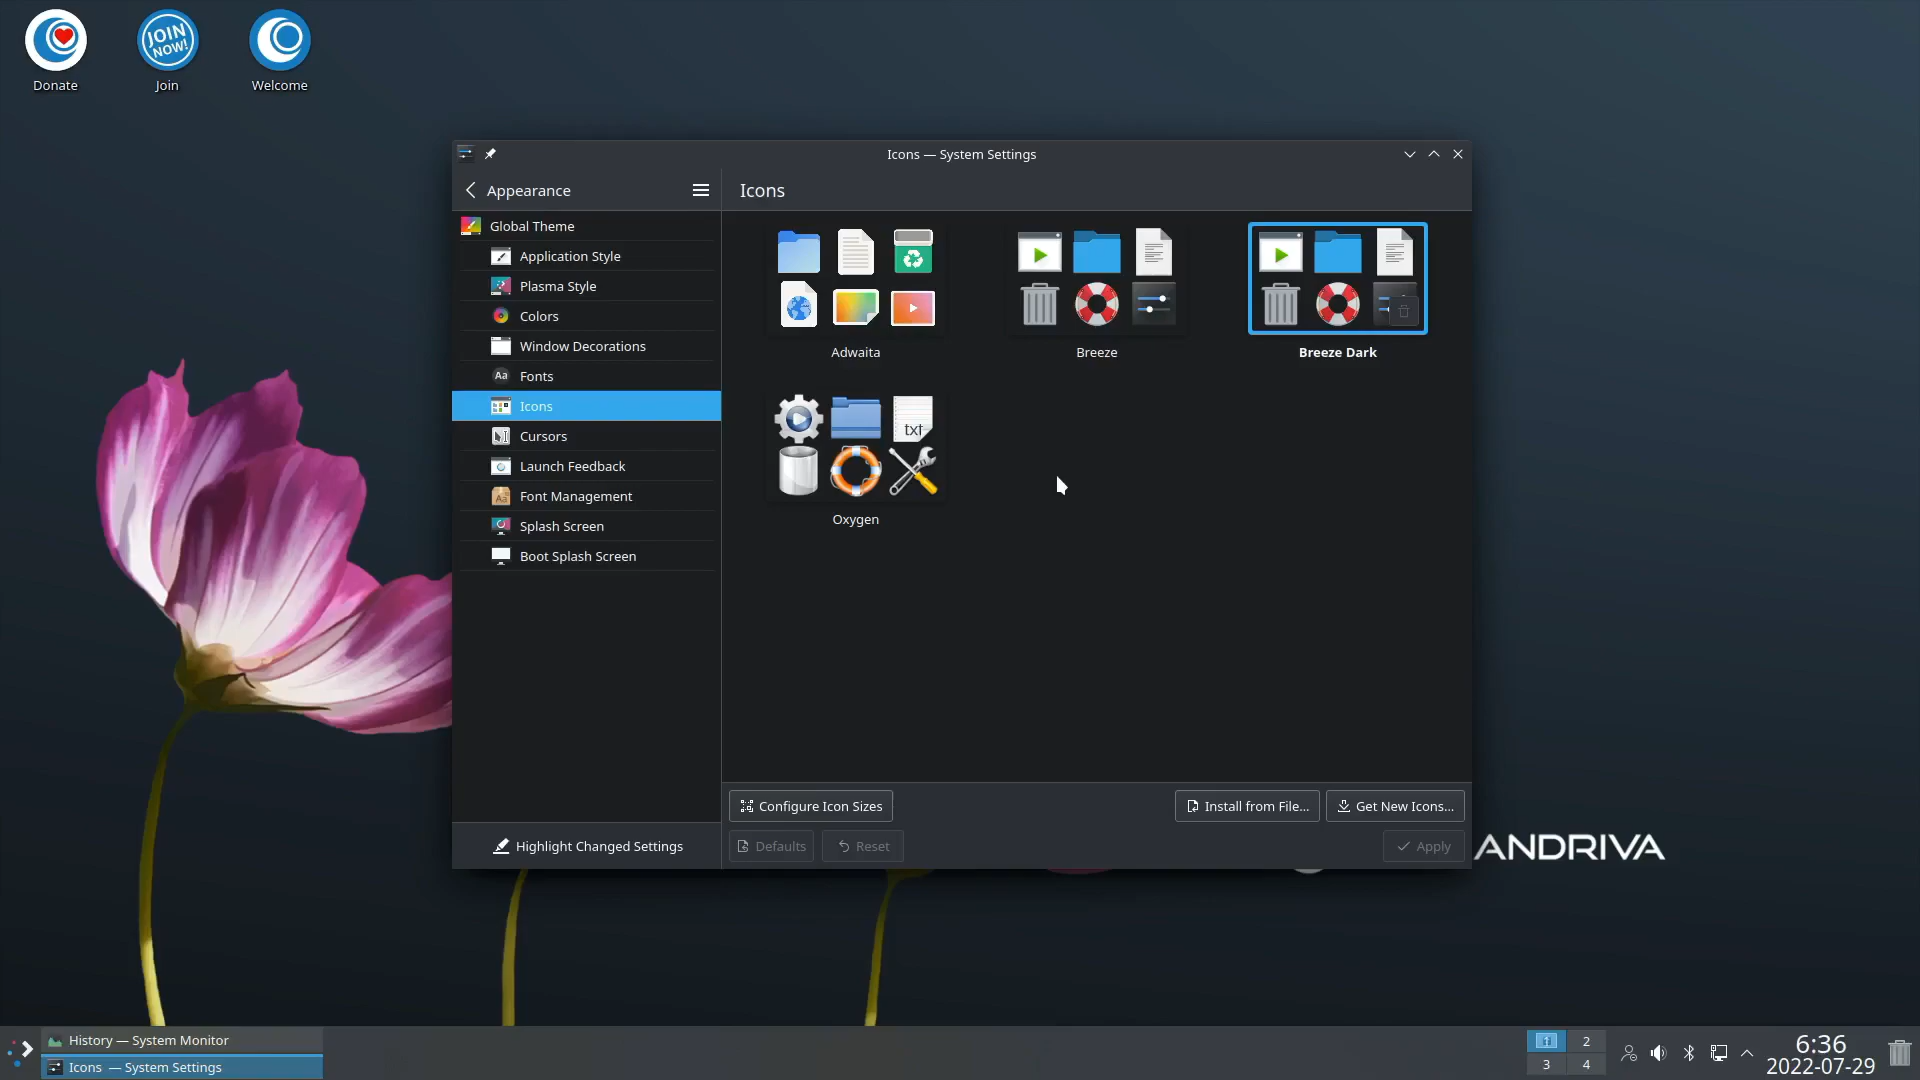 Donate
Join
Welcome
JOIN
NOW!
Icons — System Settings
Appearance
Icons
Global Theme
Application Style
Plasma Style
Colors
Window Decorations
Aa
Fonts
Icons
Cursors
Launch Feedback
Aa
Font Management
Splash Screen
Boot Splash Screen
Adwaita
Breeze
Breeze Dark
txt
Oxygen
Configure Icon Sizes
Install from File...
Get New Icons...
Highlight Changed Settings
Defaults
Reset
Apply
ANDRIVA
History — System Monitor
Icons — System Settings
1
2
3
4
6:36
2022-07-29